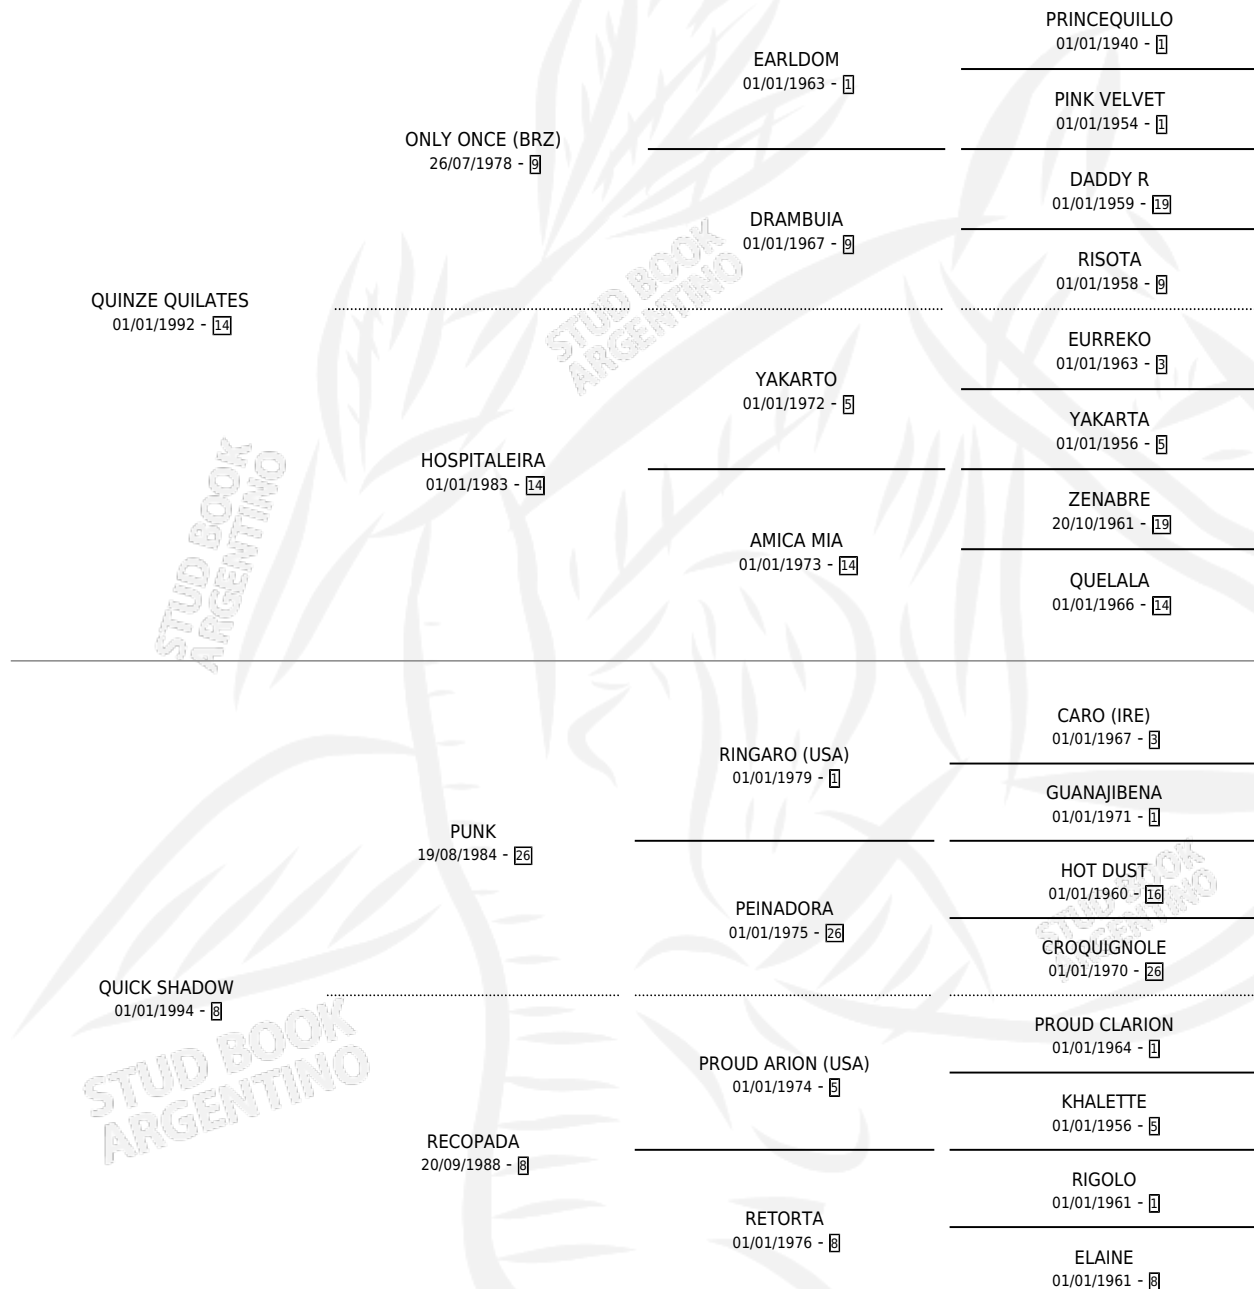 PRINCEQUILLO
01/01/1940 - 1
EARLDOM
01/01/1963 - 1
PINK VELVET
01/01/1954 - 1
ONLY ONCE (BRZ)
26/07/1978 - 9
DADDY R
01/01/1959 - 19
DRAMBUIA
01/01/1967 - 9
RISOTA
01/01/1958 - 9
QUINZE QUILATES
01/01/1992 - 14
EURREKO
01/01/1963 - 3
YAKARTO
01/01/1972 - 5
YAKARTA
01/01/1956 - 5
HOSPITALEIRA
01/01/1983 - 14
ZENABRE
20/10/1961 - 19
AMICA MIA
01/01/1973 - 14
QUELALA
01/01/1966 - 14
CARO (IRE)
01/01/1967 - 3
RINGARO (USA)
01/01/1979 - 1
GUANAJIBENA
01/01/1971 - 1
PUNK
19/08/1984 - 26
HOT DUST
01/01/1960 - 16
PEINADORA
01/01/1975 - 26
CROQUIGNOLE
01/01/1970 - 26
QUICK SHADOW
01/01/1994 - 8
PROUD CLARION
01/01/1964 - 1
PROUD ARION (USA)
01/01/1974 - 5
KHALETTE
01/01/1956 - 5
RECOPADA
20/09/1988 - 8
RIGOLO
01/01/1961 - 1
RETORTA
01/01/1976 - 8
ELAINE
01/01/1961 - 8
STUD BOOK
ARGENTINO
STUD BOOK
ARGENTINO
STUD BOOK
ARGENTINO
STUD BOOK
ARGENTINO